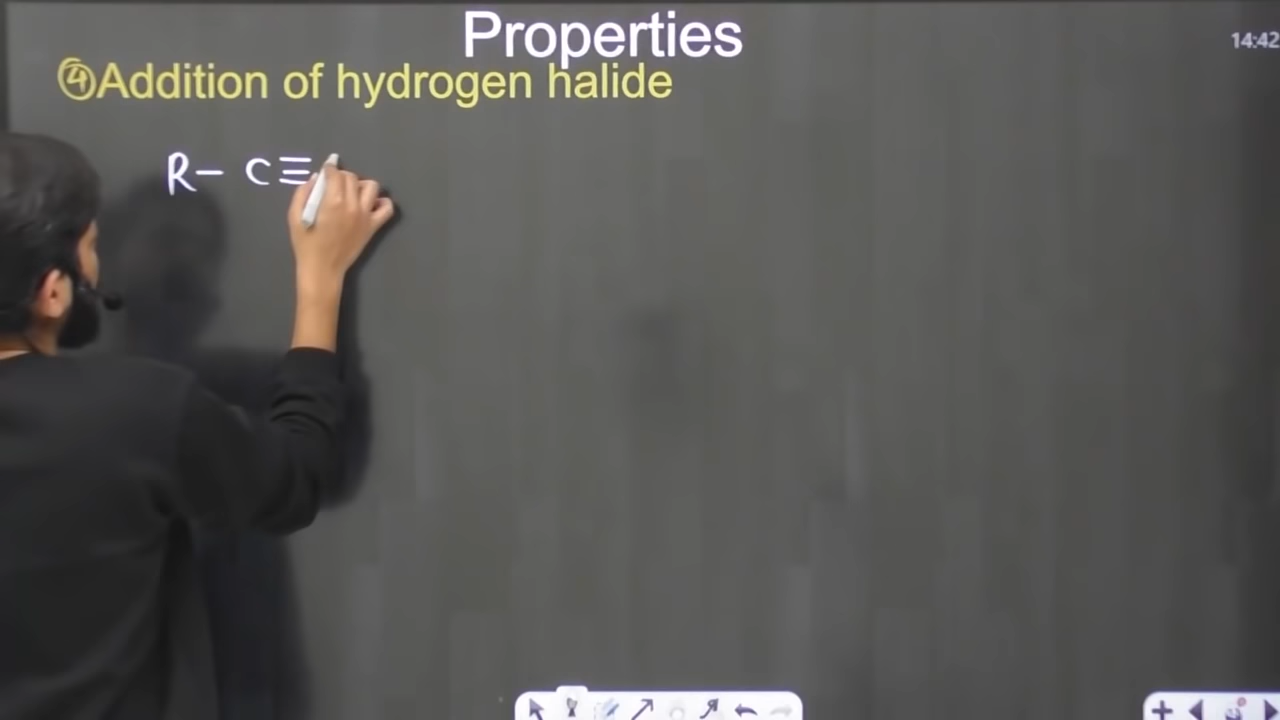 Properties
14:42
④Addition of hydrogen halide
R– C≡